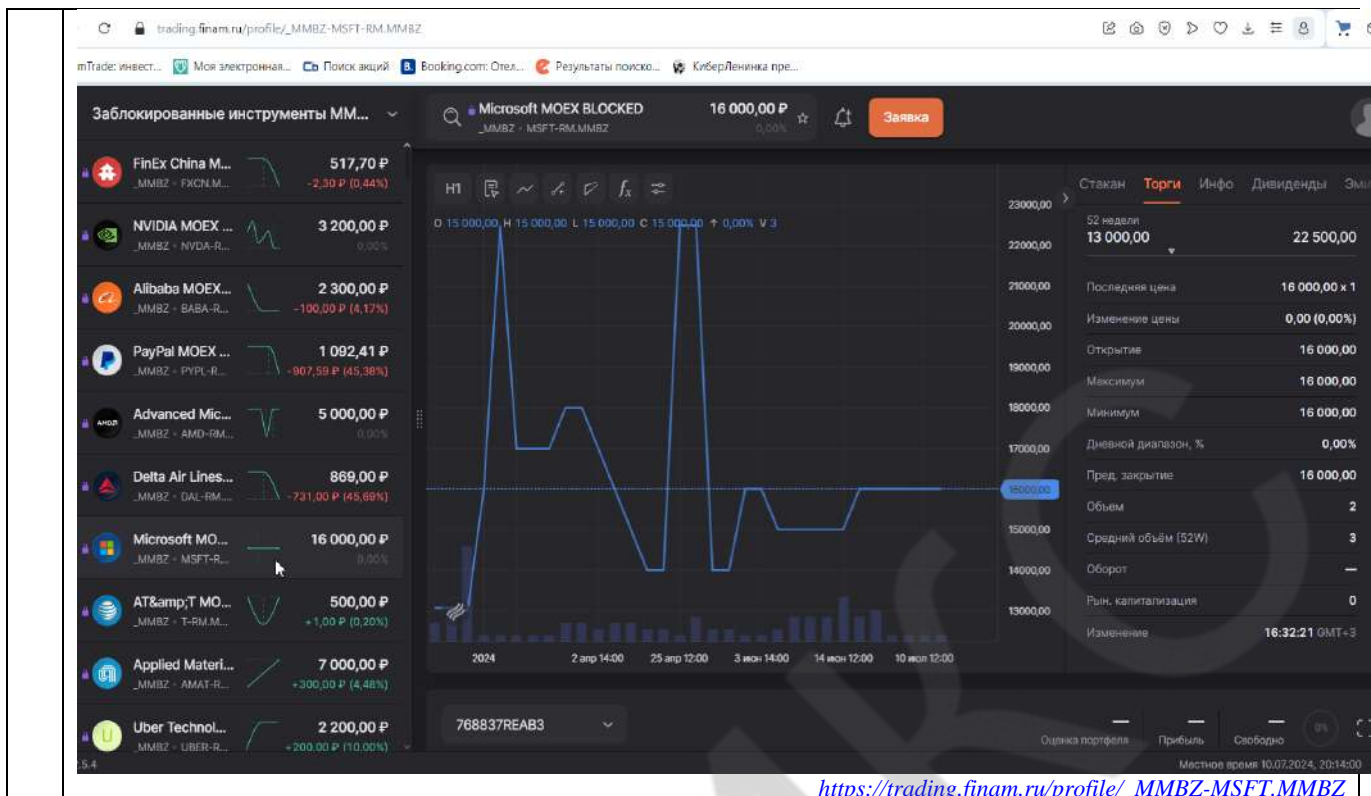 trading.finam.ru/profile/_MMBZ-MSFT-RM.MMBZ
mTrade: инвест... Моя электронная... Поиск акций Booking.com: Отел... Результаты поиско... КиберЛенинка пре...
Заблокированные инструменты ММ...
Microsoft MOEX BLOCKED 16 000,00 ₽ Заявка
_MMBZ • MSFT-RM.MMBZ 0,00%
FinEx China M... 517,70 ₽
_MMBZ • FXCN.M... -2,30 ₽ (0,44%)
NVIDIA MOEX ... 3 200,00 ₽
_MMBZ • NVDA-R... 0,00%
Alibaba MOEX... 2 300,00 ₽
_MMBZ • BABA-R... -100,00 ₽ (4,17%)
PayPal MOEX ... 1 092,41 ₽
_MMBZ • PYPL-R... -907,59 ₽ (45,38%)
AMD Advanced Mic... 5 000,00 ₽
_MMBZ • AMD-RM... 0,00%
Delta Air Lines... 869,00 ₽
_MMBZ • DAL-RM.... -731,00 ₽ (45,69%)
Microsoft MO... 16 000,00 ₽
_MMBZ • MSFT-R... 0,00%
AT&amp;T MO... 500,00 ₽
_MMBZ • T-RM.M... +1,00 ₽ (0,20%)
Applied Materi... 7 000,00 ₽
_MMBZ • AMAT-R... +300,00 ₽ (4,48%)
Uber Technol... 2 200,00 ₽
_MMBZ • UBER-R... +200,00 ₽ (10,00%)
H1
O 15 000,00 H 15 000,00 L 15 000,00 C 15 000,00 ↑ 0,00% V 3
23000,00
22000,00
21000,00
20000,00
19000,00
18000,00
17000,00
16000,00
15000,00
14000,00
13000,00
2024 2 апр 14:00 25 апр 12:00 3 июн 14:00 14 июн 12:00 10 июл 12:00
Стакан Торги Инфо Дивиденды Эми
52 недели
13 000,00 22 500,00
Последняя цена 16 000,00 x 1
Изменение цены 0,00 (0,00%)
Открытие 16 000,00
Максимум 16 000,00
Минимум 16 000,00
Дневной диапазон, % 0,00%
Пред. закрытие 16 000,00
Объем 2
Средний объём (52W) 3
Оборот —
Рын. капитализация 0
Изменение 16:32:21 GMT+3
768837REAB3
— — — 0%
Оценка портфеля Прибыль Свободно
5.4 Местное время 10.07.2024, 20:14:00
https://trading.finam.ru/profile/_MMBZ-MSFT.MMBZ